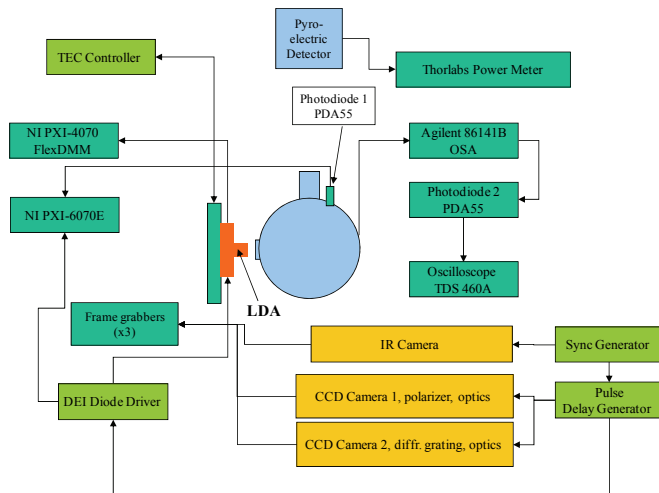 Pyro-
electric
Detector
TEC Controller
Thorlabs Power Meter
Photodiode 1
PDA55
NI PXI-4070
FlexDMM
Agilent 86141B
OSA
NI PXI-6070E
Photodiode 2
PDA55
Oscilloscope
TDS 460A
LDA
Frame grabbers
(x3)
IR Camera
Sync Generator
DEI Diode Driver
CCD Camera 1, polarizer, optics
Pulse
Delay Generator
CCD Camera 2, diffr. grating, optics